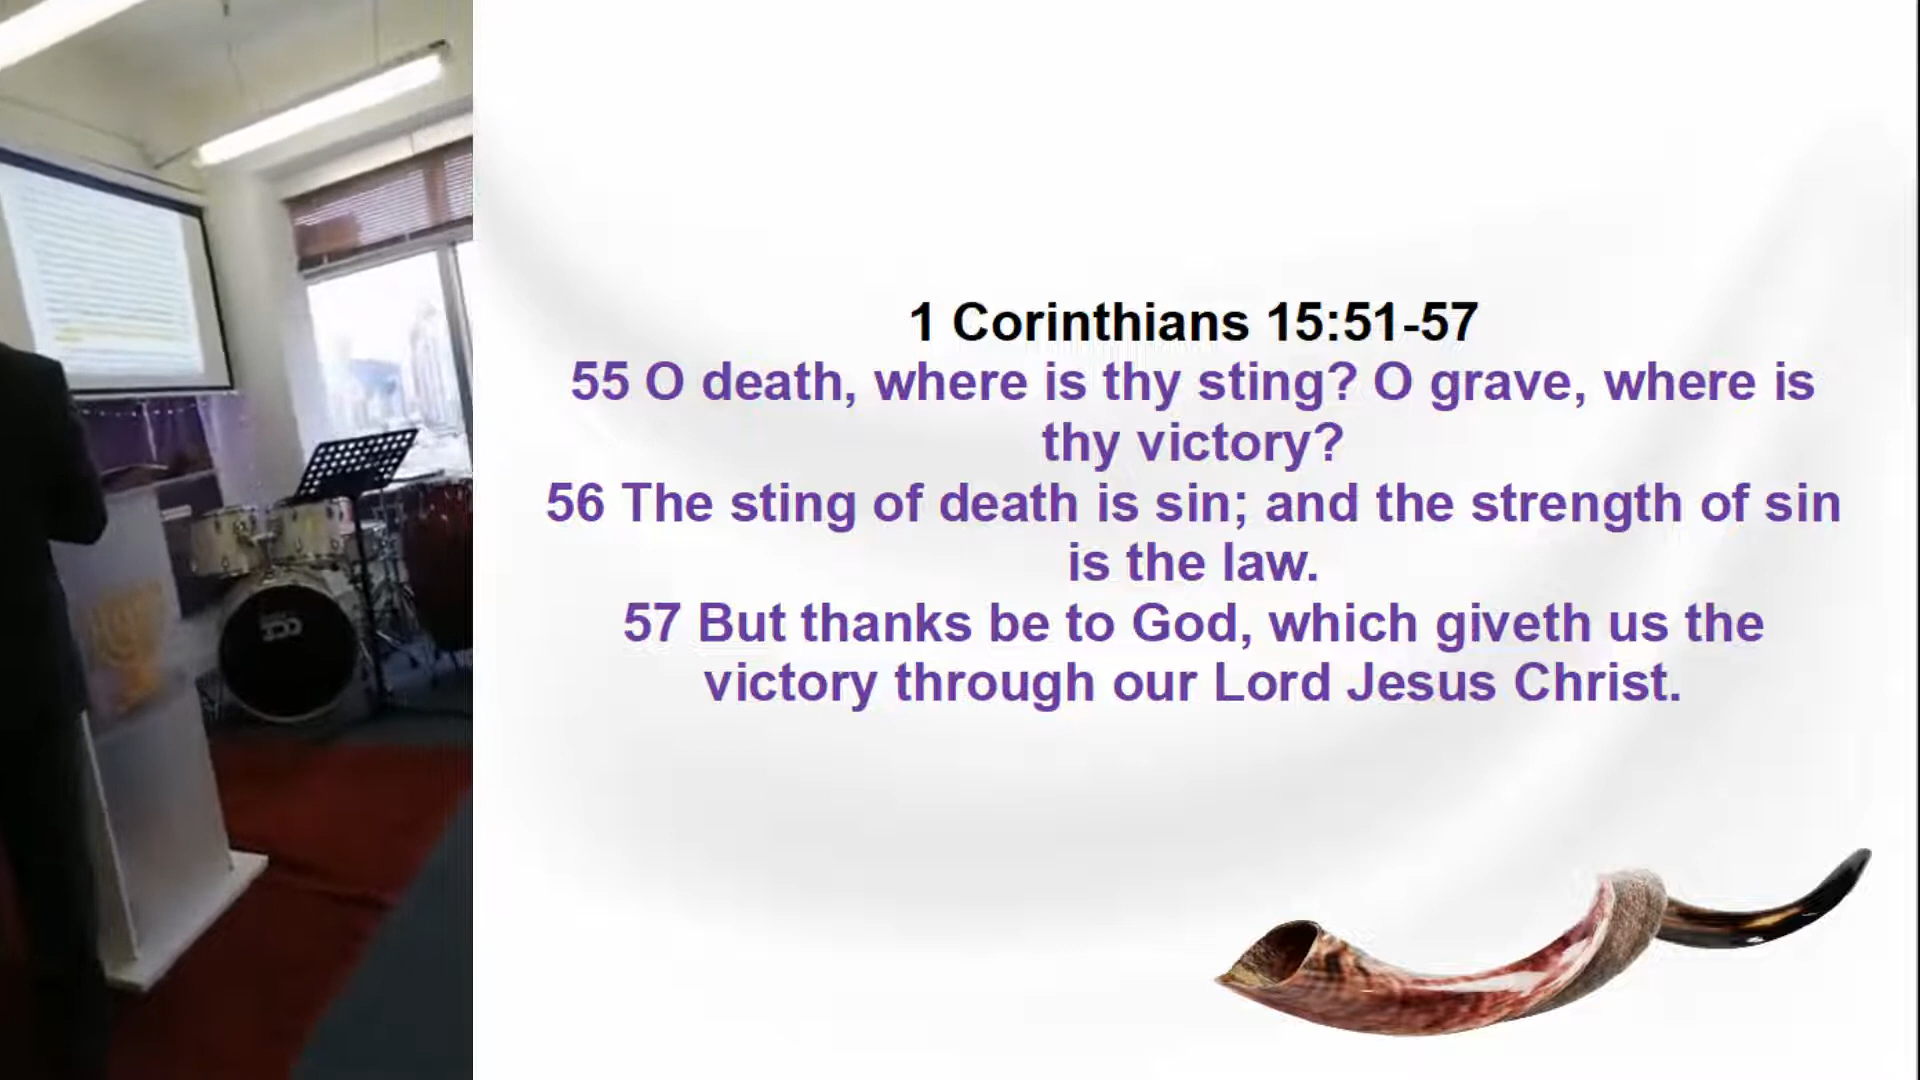 1 Corinthians 15:51-57
55 O death, where is thy sting? O grave, where is
thy victory?
56 The sting of death is sin; and the strength of sin
is the law.
57 But thanks be to God, which giveth us the
victory through our Lord Jesus Christ.